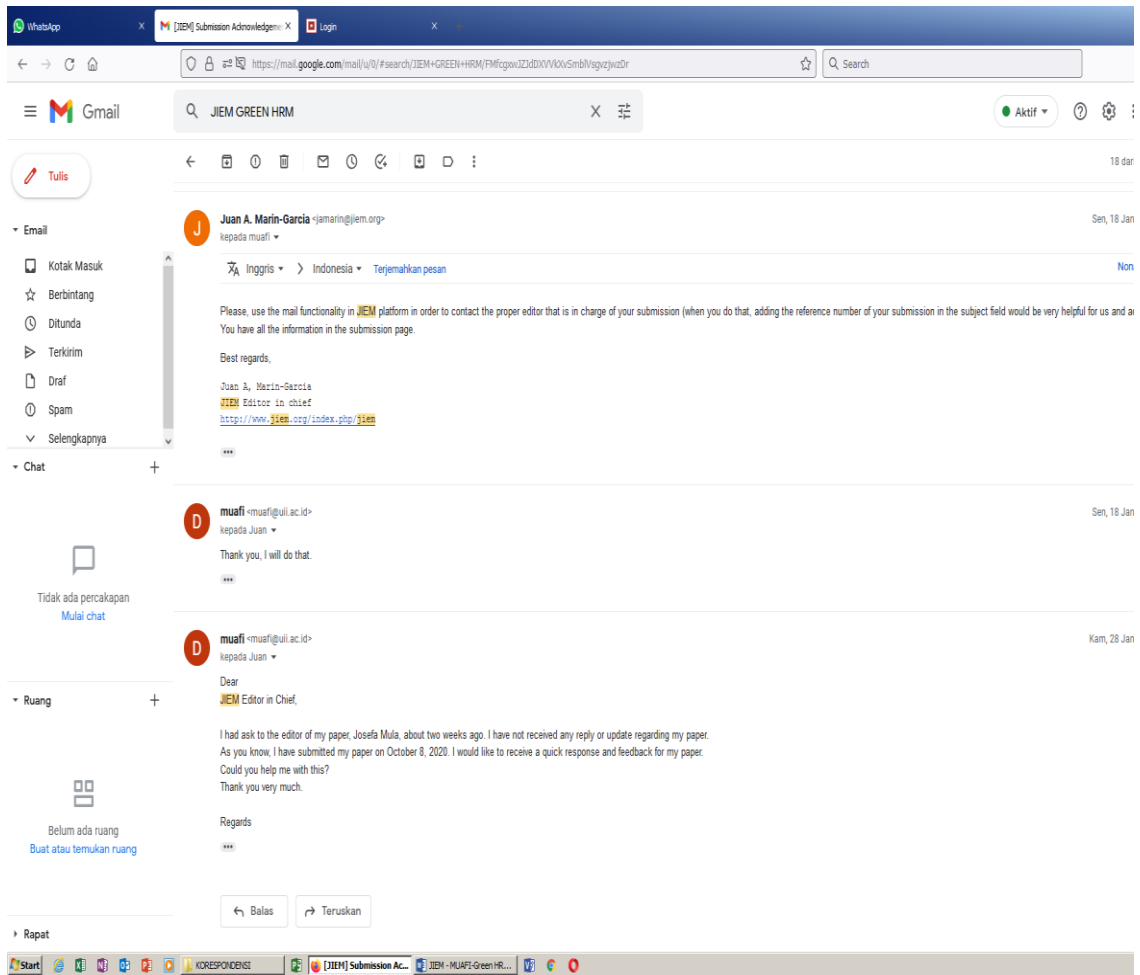 WhatsApp X [JIEM] Submission Acknowledgeme X Login X +
https://mail.google.com/mail/u/0/#search/JIEM+GREEN+HRM/FMfcgxwJZJdDXVVkXvSmblVsgvzjwzDr Search
Gmail JIEM GREEN HRM X Aktif
Tulis 18 dar
Juan A. Marin-Garcia <jamarin@jiem.org> Sen, 18 Jan
kepada muafi
Inggris > Indonesia Terjemahkan pesan Non
Please, use the mail functionality in JIEM platform in order to contact the proper editor that is in charge of your submission (when you do that, adding the reference number of your submission in the subject field would be very helpful for us and ac
You have all the information in the submission page.
Best regards,
Juan A, Marin-Garcia
JIEM Editor in chief
http://www.jiem.org/index.php/jiem
•••
muafi <muafi@uii.ac.id> Sen, 18 Jan
kepada Juan
Thank you, I will do that.
•••
muafi <muafi@uii.ac.id> Kam, 28 Jan
kepada Juan
Dear
JIEM Editor in Chief,
I had ask to the editor of my paper, Josefa Mula, about two weeks ago. I have not received any reply or update regarding my paper.
As you know, I have submitted my paper on October 8, 2020. I would like to receive a quick response and feedback for my paper.
Could you help me with this?
Thank you very much.
Regards
•••
Balas Teruskan
Email
Kotak Masuk
Berbintang
Ditunda
Terkirim
Draf
Spam
Selengkapnya
Chat +
Tidak ada percakapan
Mulai chat
Ruang +
Belum ada ruang
Buat atau temukan ruang
Rapat
Start KORESPONDENSI [JIEM] Submission Ac... JIEM - MUAFI-Green HR...